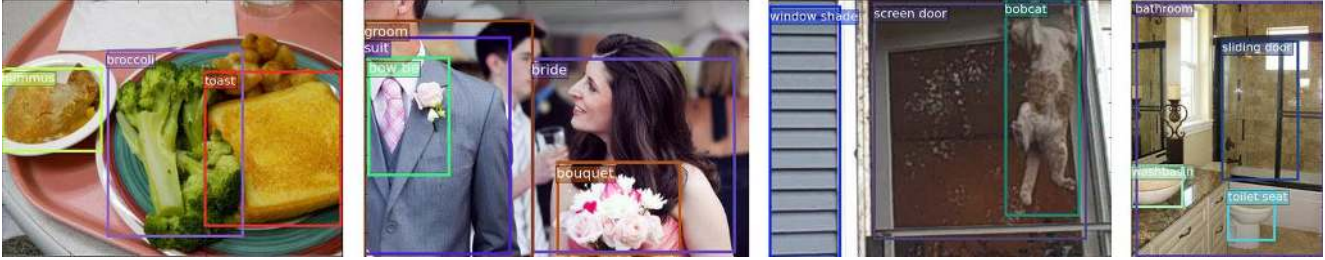 hummus
broccoli
toast
groom
suit
bow tie
bride
bouquet
window shade
screen door
bobcat
bathroom
sliding door
washbasin
toilet seat